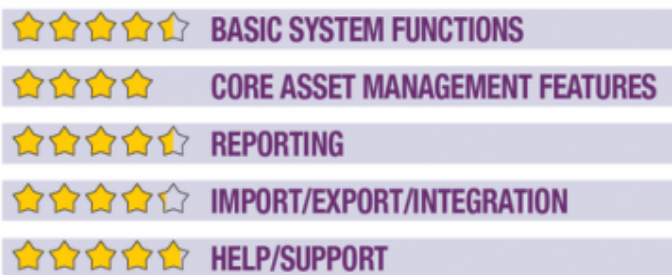 BASIC SYSTEM FUNCTIONS
CORE ASSET MANAGEMENT FEATURES
REPORTING
IMPORT/EXPORT/INTEGRATION
HELP/SUPPORT